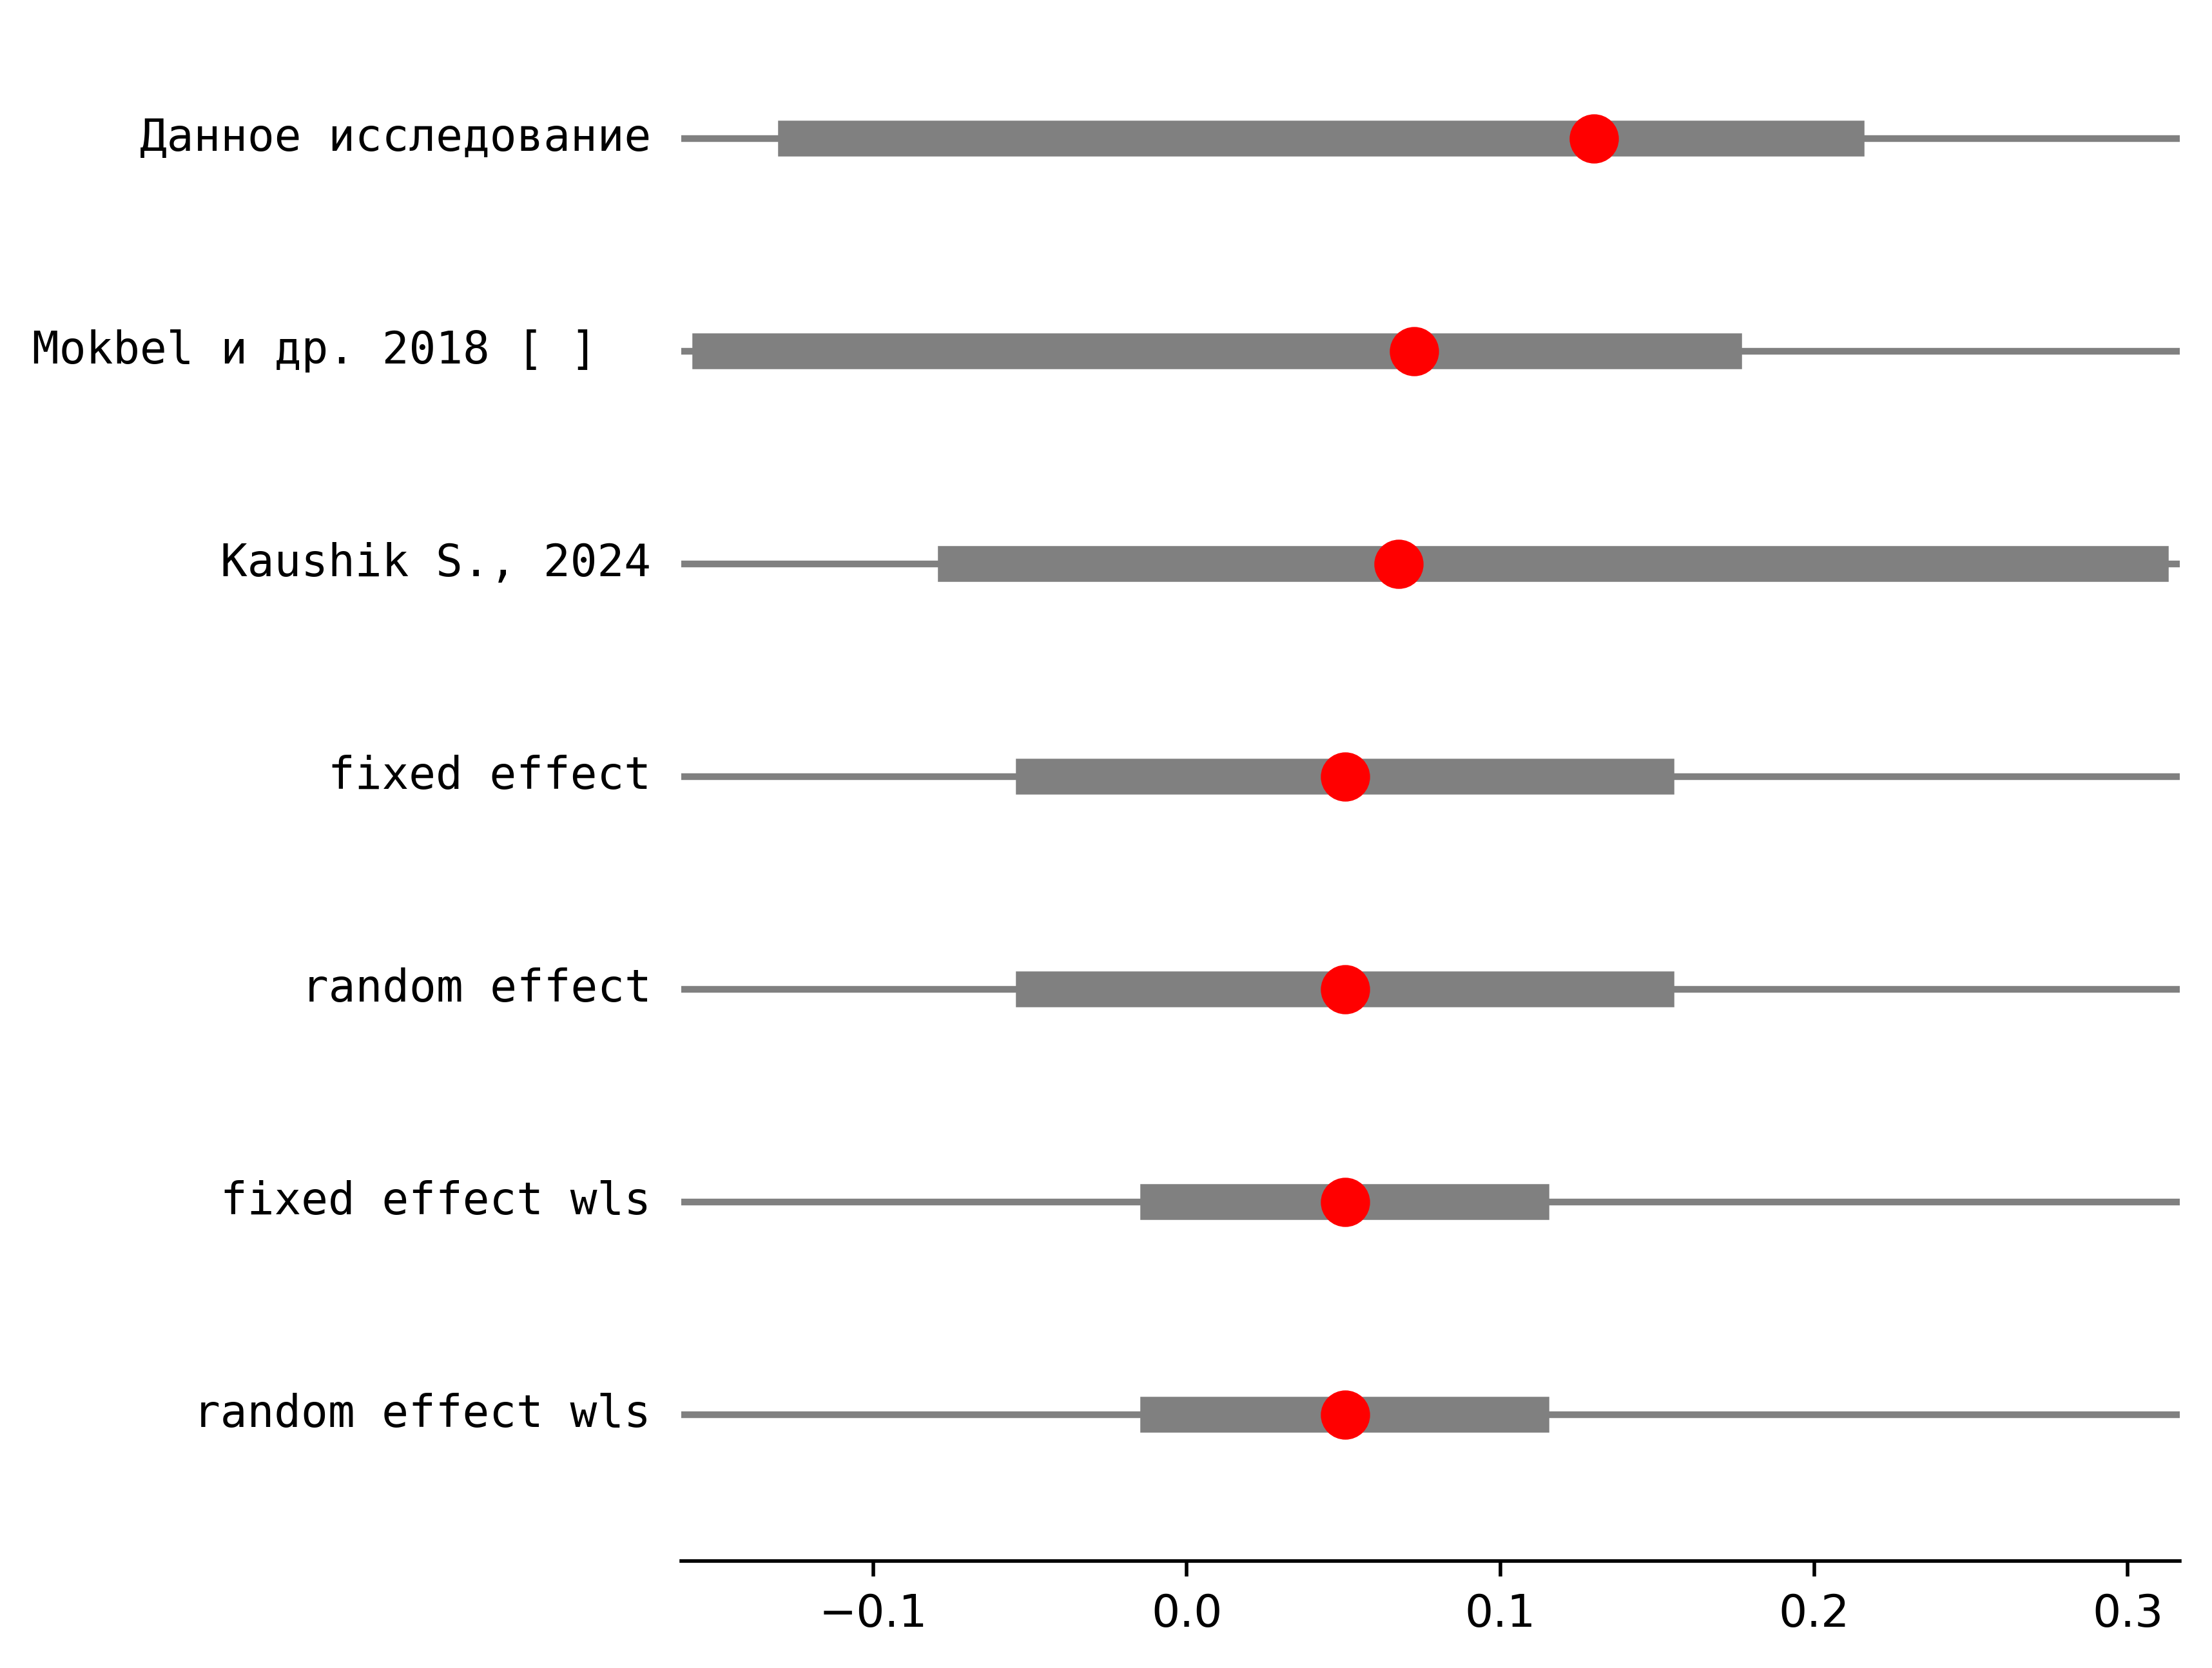 Данное исследование
Mokbel и др. 2018 [ ]
Kaushik S., 2024
fixed effect
random effect
fixed effect wls
random effect wls
−0.1 0.0 0.1 0.2 0.3